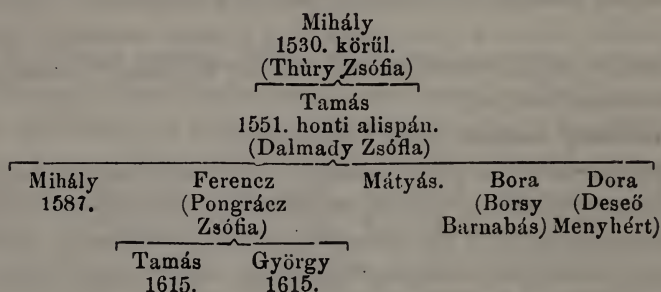 Mihály
1530. körűl.
(Thùry Zsófia)
Tamás
1551. honti alispán.
(Dalmady Zsófia)
Mihály Ferencz Mátyás. Bora Dora
1587. (Pongrácz (Borsy (Deseő
Zsófia) Barnabás) Menyhért)
Tamás György
1615. 1615.